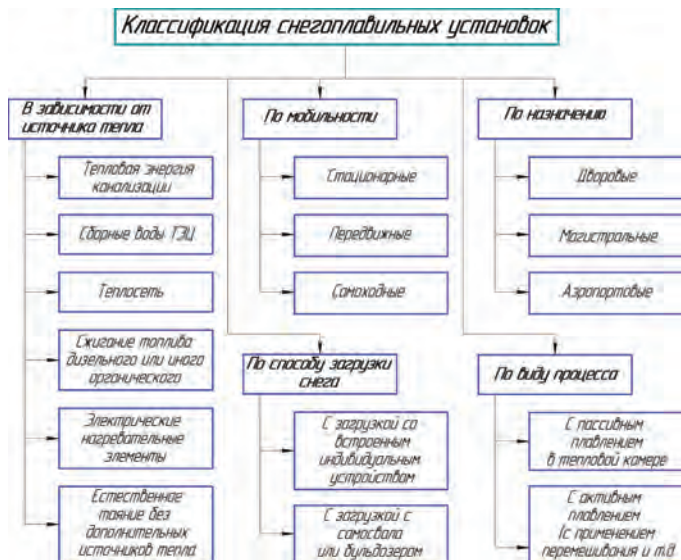 Классификация снегоплавильных установок
В зависимости от
источника тепла
Тепловая энергия
канализации
Сборные воды ТЭЦ
Теплосеть
Сжигание топлива
дизельного или иного
органического
Электрические
нагревательные
элементы
Естественное
таяние без
дополнительных
источников тепла
По мобильности
Стационарные
Передвижные
Самоходные
По способу загрузки
снега
С загрузкой со
встроенным
индивидуальным
устройством
С загрузкой с
самосвала
или бульдозером
По назначению
Дворовые
Магистральные
Аэропортовые
По виду процесса
С пассивным
плавлением
в тепловой камере
С активным
плавлением
(с применением
перемешивания и т.д